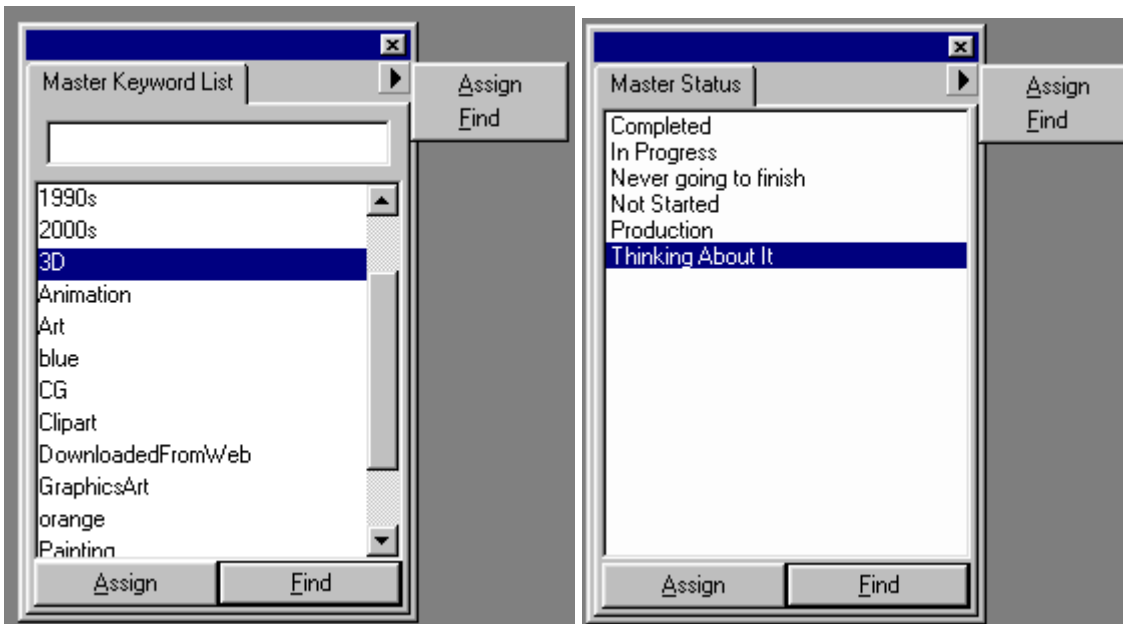 Master Keyword List
Assign
Find
1990s
2000s
3D
Animation
Art
blue
CG
Clipart
DownloadedFromWeb
GraphicsArt
orange
Painting
Assign Find
Master Status
Assign
Find
Completed
In Progress
Never going to finish
Not Started
Production
Thinking About It
Assign Find